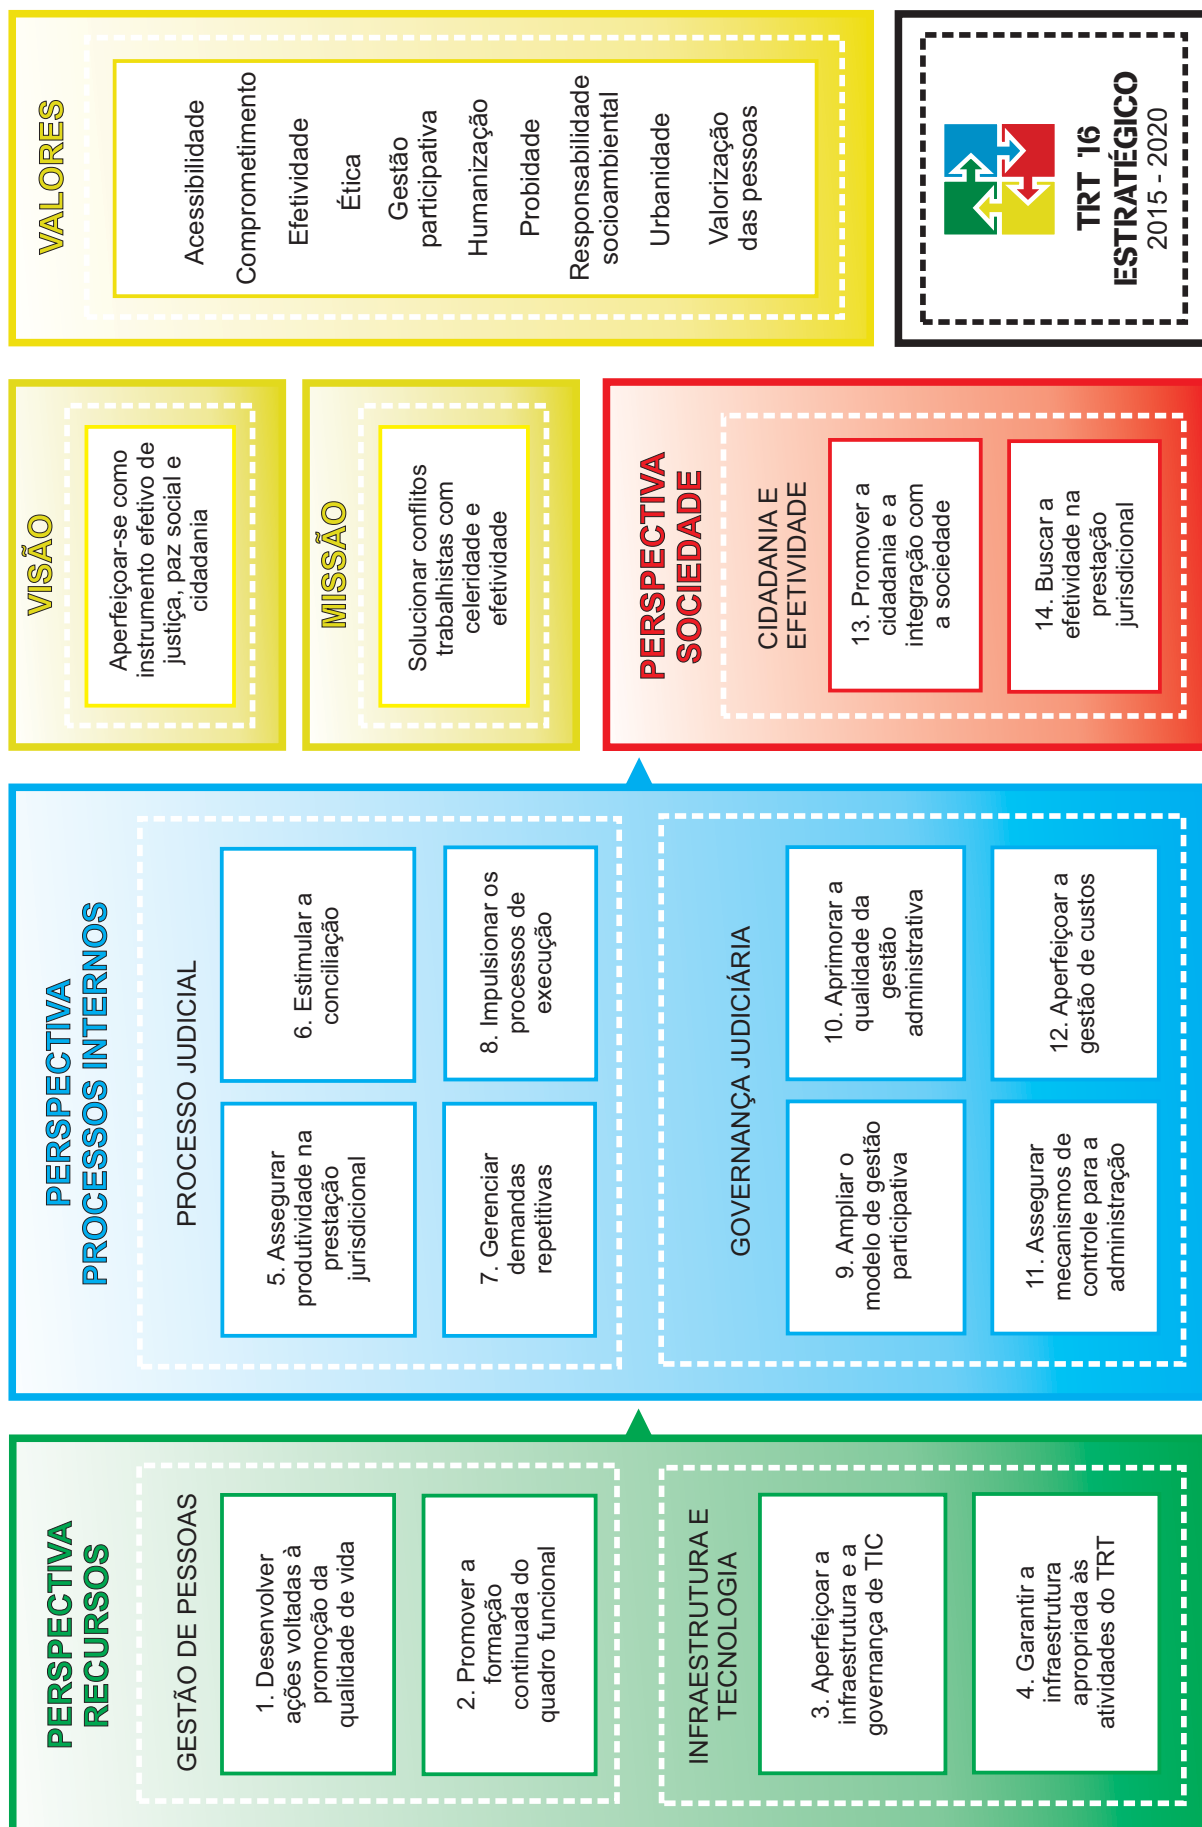 PERSPECTIVA
RECURSOS
GESTÃO DE PESSOAS
1. Desenvolver
ações voltadas à
promoção da
qualidade de vida
2. Promover a
formação
continuada do
quadro funcional
INFRAESTRUTURA E
TECNOLOGIA
3. Aperfeiçoar a
infraestrutura e a
governança de TIC
4. Garantir a
infraestrutura
apropriada às
atividades do TRT
PERSPECTIVA
PROCESSOS INTERNOS
PROCESSO JUDICIAL
5. Assegurar
produtividade na
prestação
jurisdicional
6. Estimular a
conciliação
7. Gerenciar
demandas
repetitivas
8. Impulsionar os
processos de
execução
GOVERNANÇA JUDICIÁRIA
9. Ampliar o
modelo de gestão
participativa
10. Aprimorar a
qualidade da
gestão
administrativa
11. Assegurar
mecanismos de
controle para a
administração
12. Aperfeiçoar a
gestão de custos
VISÃO
Aperfeiçoar-se como
instrumento efetivo de
justiça, paz social e
cidadania
MISSÃO
Solucionar conflitos
trabalhistas com
celeridade e
efetividade
PERSPECTIVA
SOCIEDADE
CIDADANIA E
EFETIVIDADE
13. Promover a
cidadania e a
integração com
a sociedade
14. Buscar a
efetividade na
prestação
jurisdicional
VALORES
Acessibilidade
Comprometimento
Efetividade
Ética
Gestão
participativa
Humanização
Probidade
Responsabilidade
socioambiental
Urbanidade
Valorização
das pessoas
TRT 16
ESTRATÉGICO
2015 - 2020